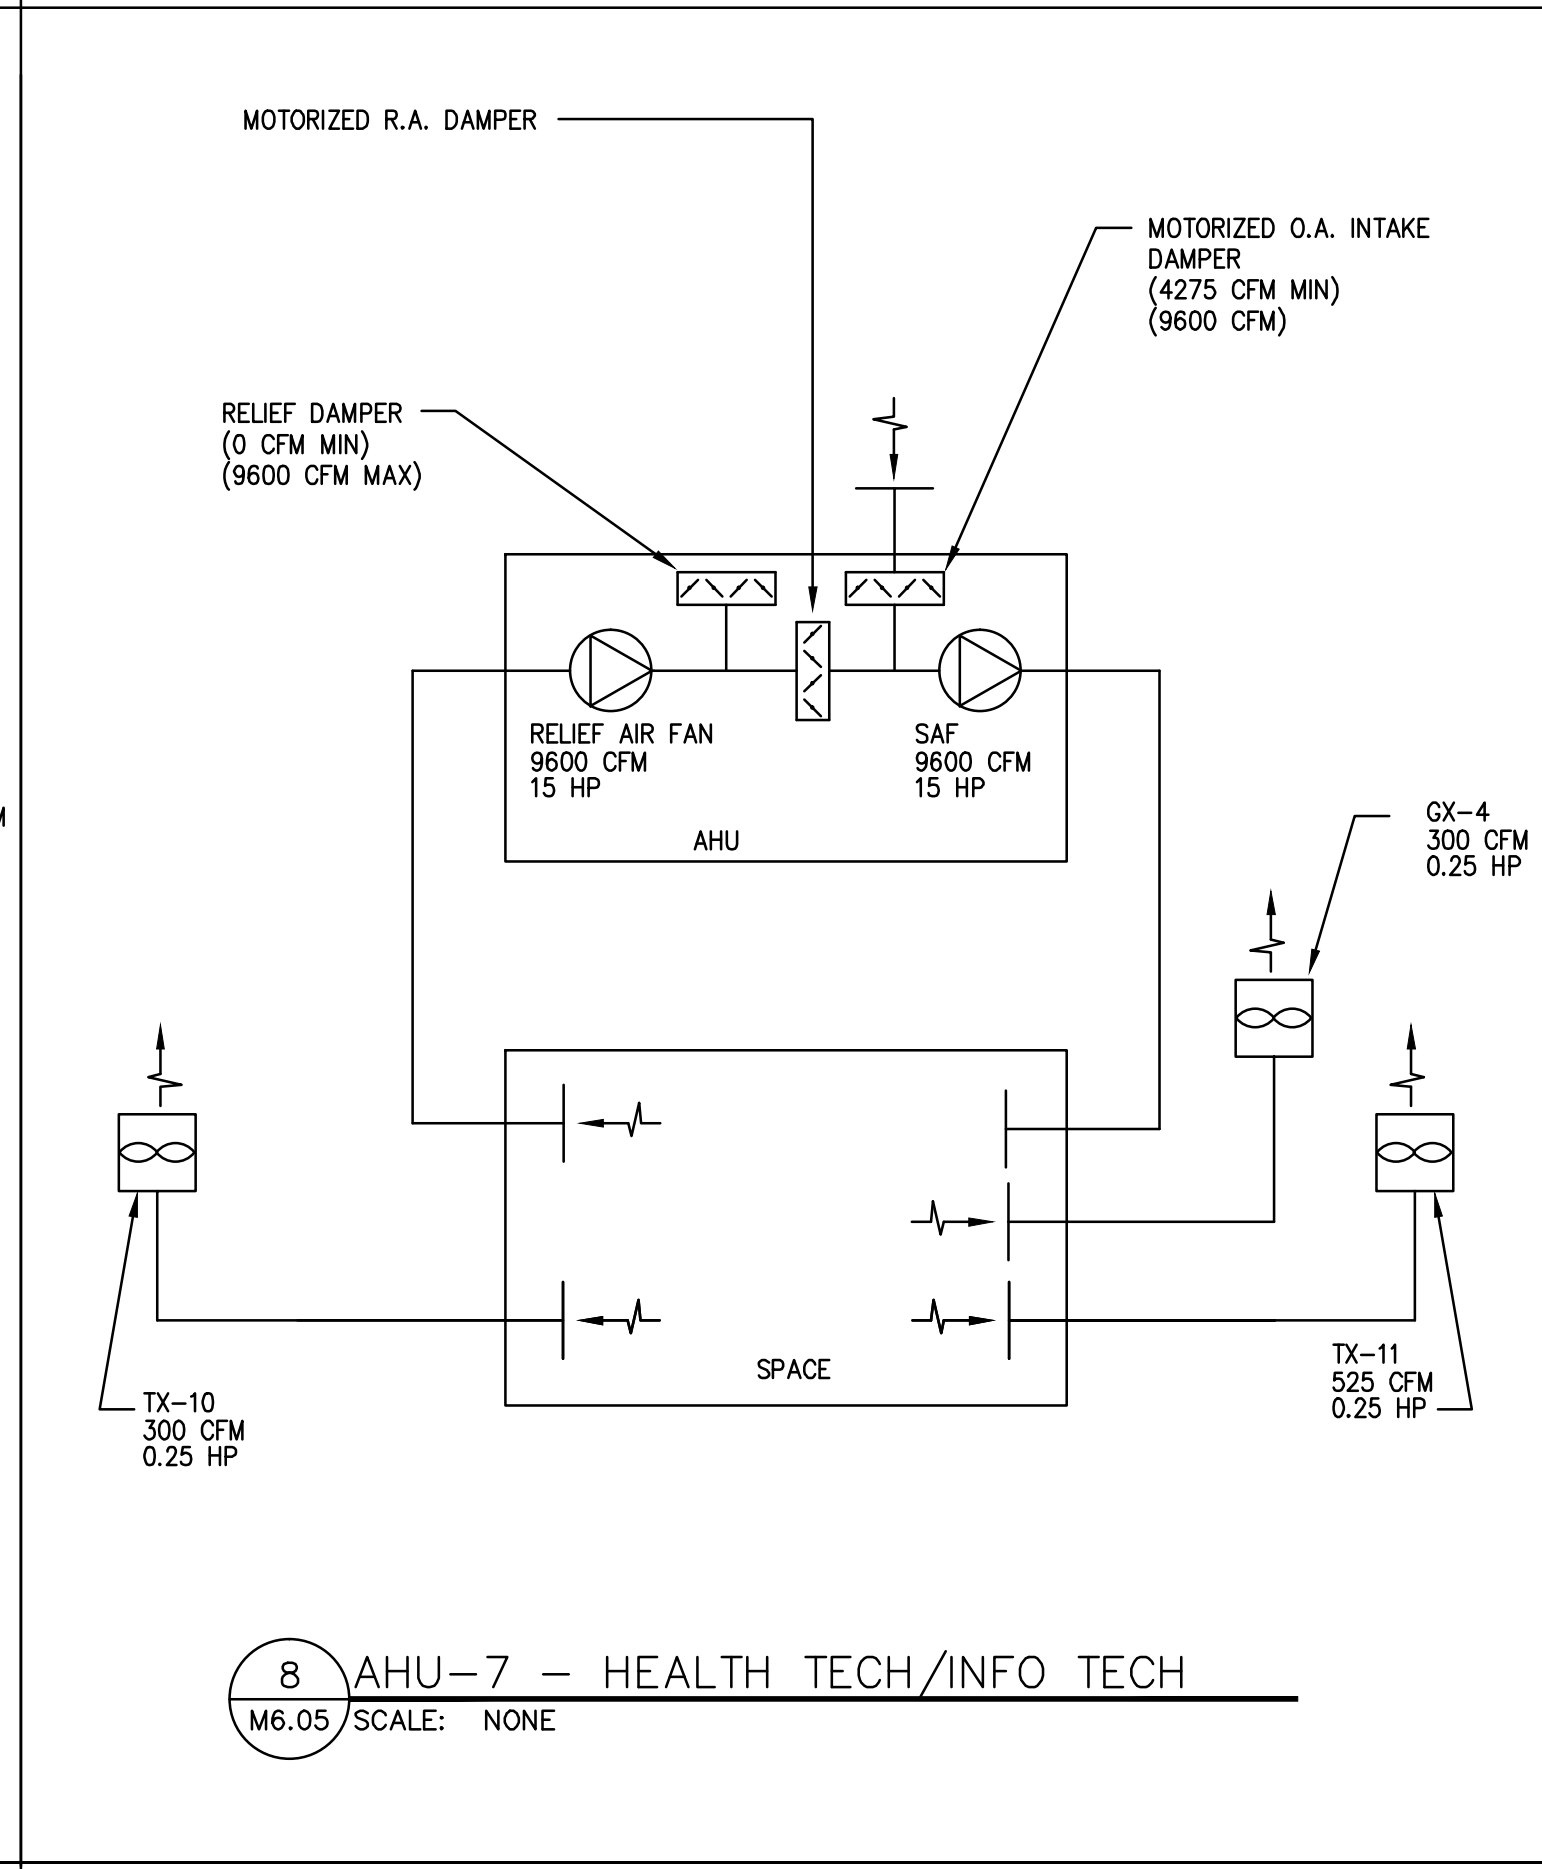 MOTORIZED R.A. DAMPER
MOTORIZED O.A. INTAKE
DAMPER
(4275 CFM MIN)
(9600 CFM)
RELIEF DAMPER
(0 CFM MIN)
(9600 CFM MAX)
RELIEF AIR FAN
9600 CFM
15 HP
SAF
9600 CFM
15 HP
AHU
GX-4
300 CFM
0.25 HP
SPACE
TX-10
300 CFM
0.25 HP
TX-11
525 CFM
0.25 HP
8
M6.05
AHU-7 - HEALTH TECH/INFO TECH
SCALE: NONE